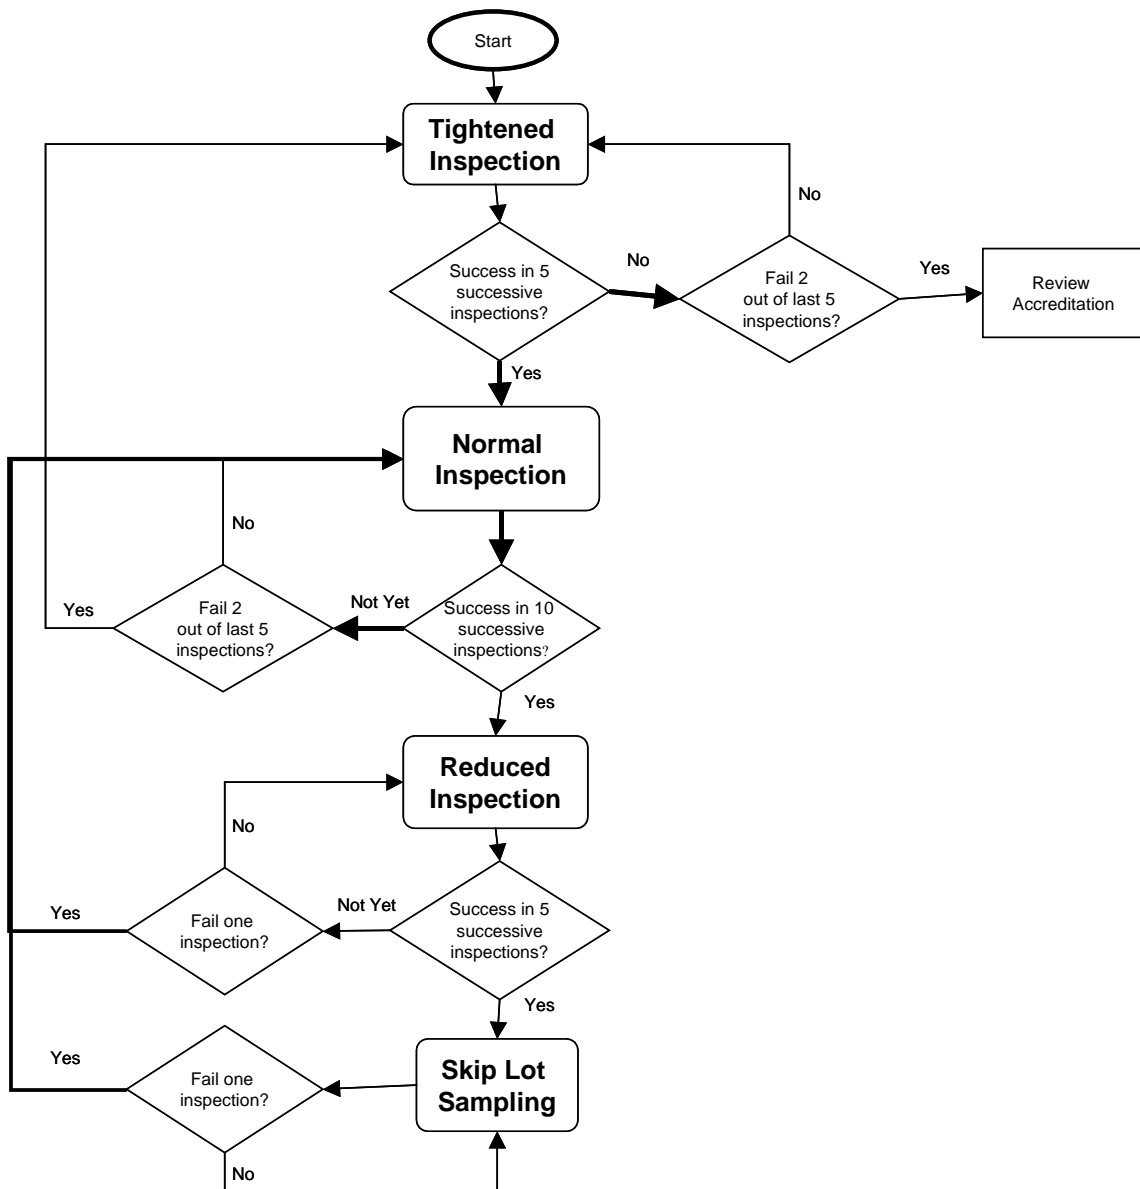 Start
Tightened
Inspection
No
Success in 5
successive
inspections?
No
Fail 2
out of last 5
inspections?
Yes
Review
Accreditation
Yes
Normal
Inspection
No
Yes
Fail 2
out of last 5
inspections?
Not Yet
Success in 10
successive
inspections?
Yes
Reduced
Inspection
No
Yes
Fail one
inspection?
Not Yet
Success in 5
successive
inspections?
Yes
Yes
Fail one
inspection?
Skip Lot
Sampling
No